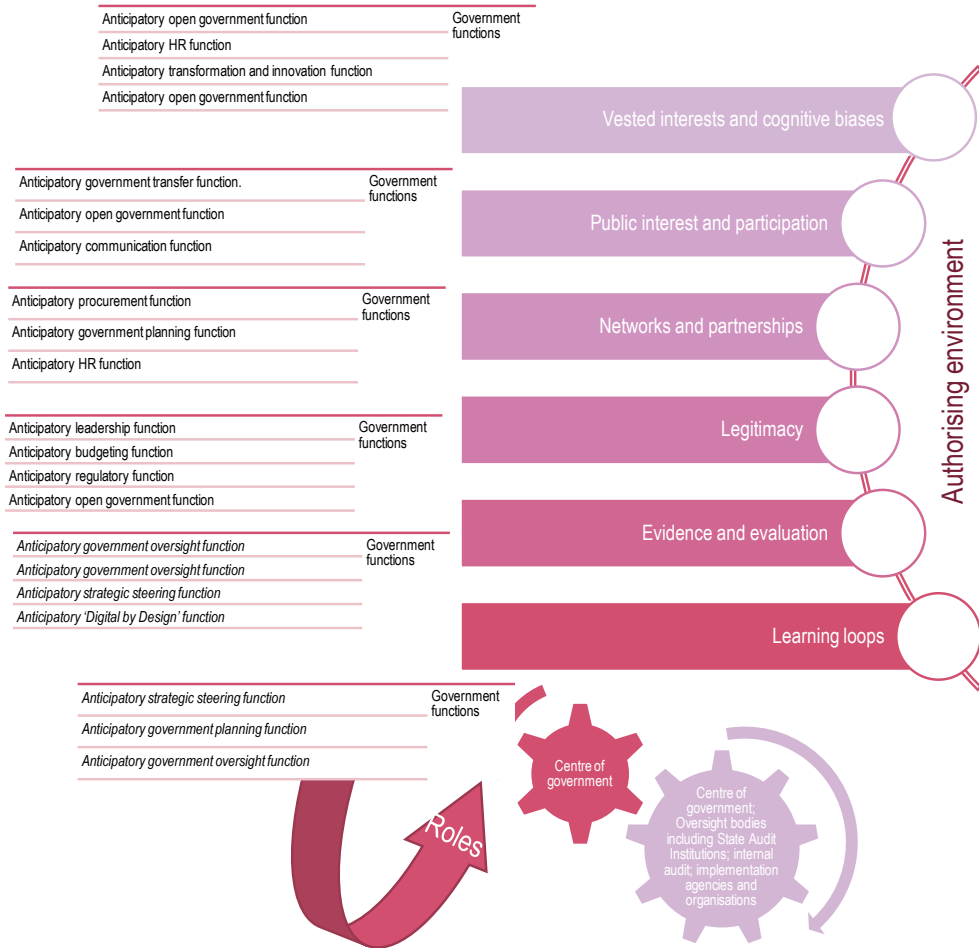 Anticipatory open government function
Government
functions
Anticipatory HR function
Anticipatory transformation and innovation function
Anticipatory open government function
Vested interests and cognitive biases
Anticipatory government transfer function.
Government
functions
Anticipatory open government function
Anticipatory communication function
Public interest and participation
Anticipatory procurement function
Government
functions
Anticipatory government planning function
Anticipatory HR function
Networks and partnerships
Anticipatory leadership function
Government
functions
Anticipatory budgeting function
Anticipatory regulatory function
Anticipatory open government function
Legitimacy
Anticipatory government oversight function
Government
functions
Anticipatory government oversight function
Anticipatory strategic steering function
Anticipatory ‘Digital by Design’ function
Evidence and evaluation
Learning loops
Authorising environment
Anticipatory strategic steering function
Government
functions
Anticipatory government planning function
Anticipatory government oversight function
Roles
Centre of
government
Centre of
government;
Oversight bodies
including State Audit
Institutions; internal
audit; implementation
agencies and
organisations